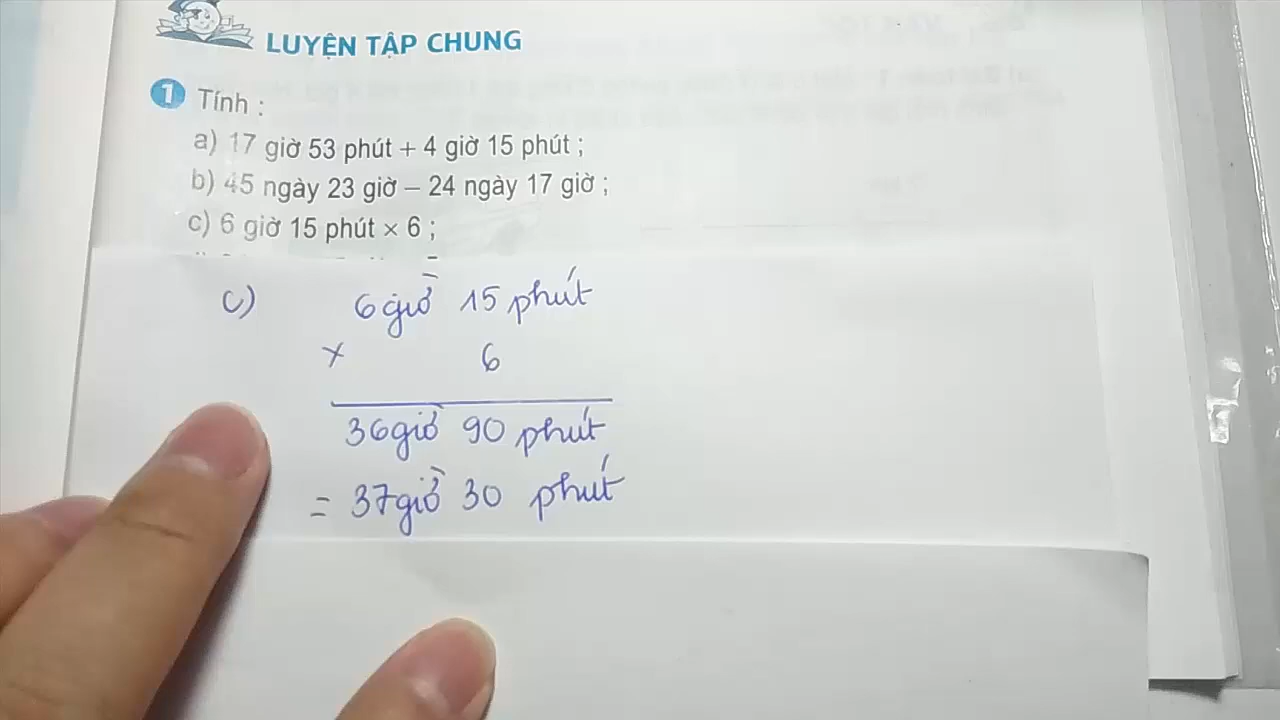 LUYỆN TẬP CHUNG
1 Tính :
a) 17 giờ 53 phút + 4 giờ 15 phút ;
b) 45 ngày 23 giờ – 24 ngày 17 giờ ;
c) 6 giờ 15 phút × 6 ;
c) 6 giờ 15 phút
× 6
36 giờ 90 phút
= 37 giờ 30 phút